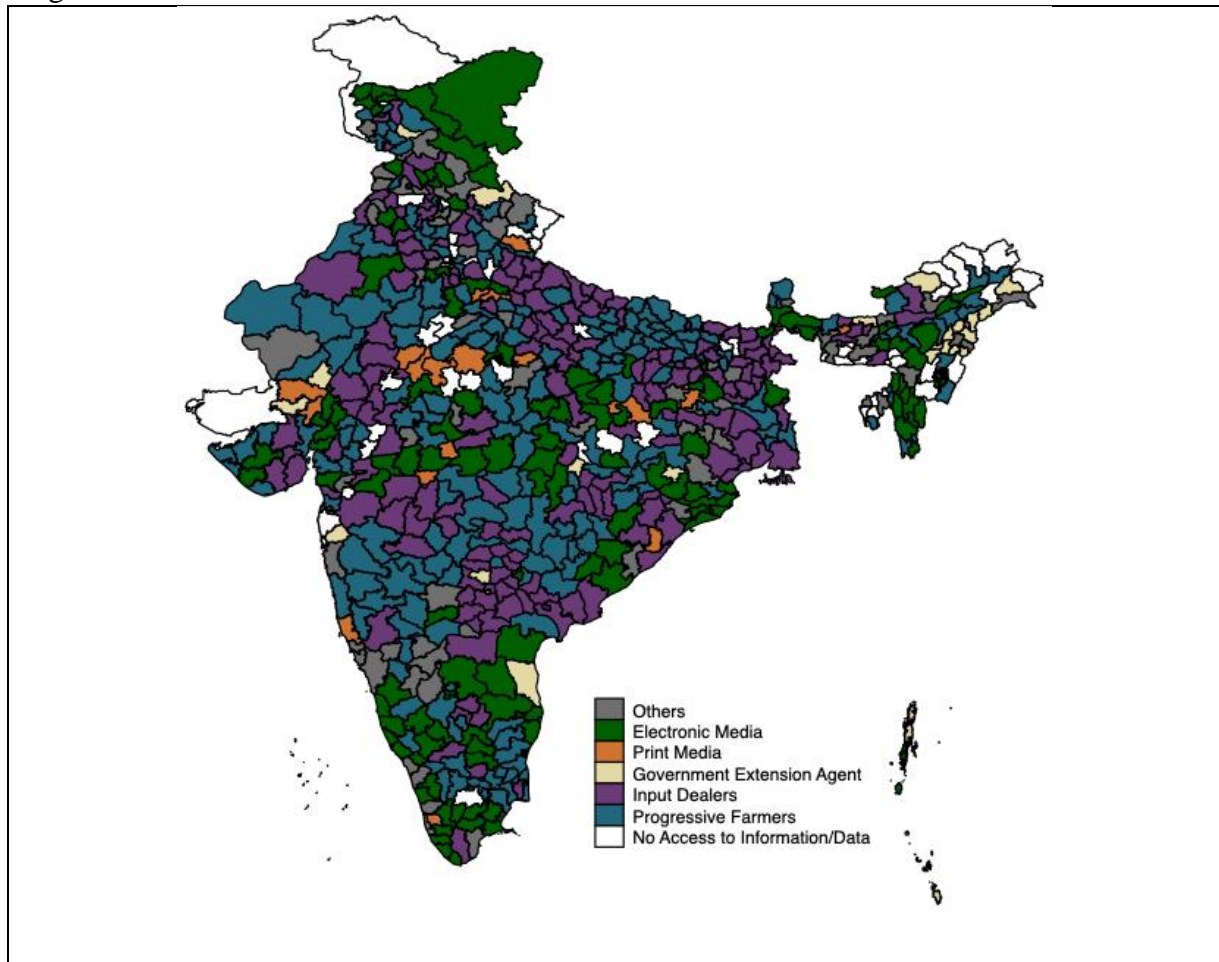 Others
Electronic Media
Print Media
Government Extension Agent
Input Dealers
Progressive Farmers
No Access to Information/Data